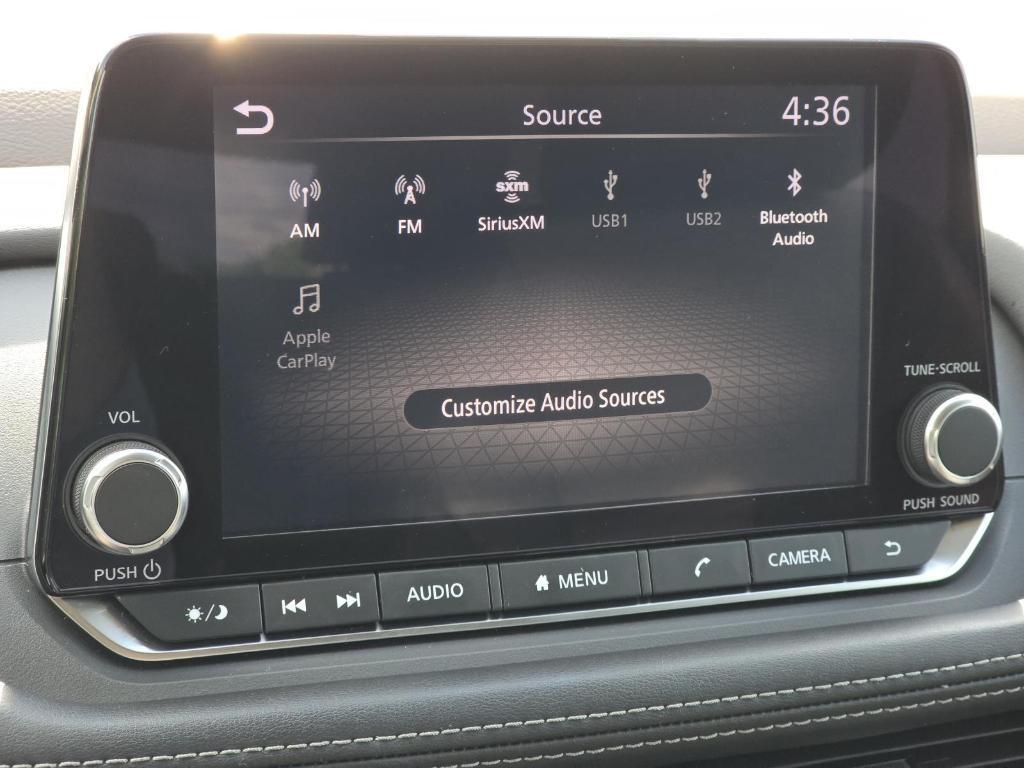 Source
4:36
AM
FM
sxm
SiriusXM
USB1
USB2
Bluetooth
Audio
Apple
CarPlay
Customize Audio Sources
VOL
PUSH
TUNE·SCROLL
PUSH SOUND
AUDIO
MENU
CAMERA